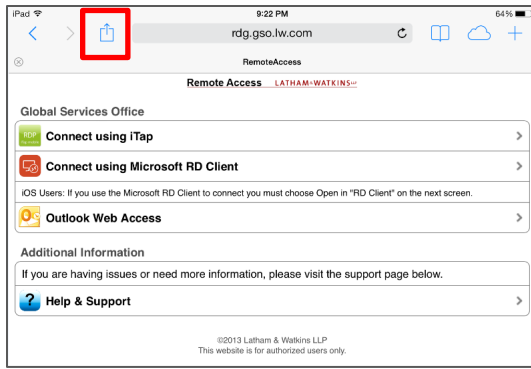 iPad 9:22 PM 64%
rdg.gso.lw.com
RemoteAccess
Remote Access LATHAM&WATKINS LLP
Global Services Office
RDP Connect using iTap
Connect using Microsoft RD Client
iOS Users: If you use the Microsoft RD Client to connect you must choose Open in "RD Client" on the next screen.
Outlook Web Access
Additional Information
If you are having issues or need more information, please visit the support page below.
? Help & Support
©2013 Latham & Watkins LLP
This website is for authorized users only.